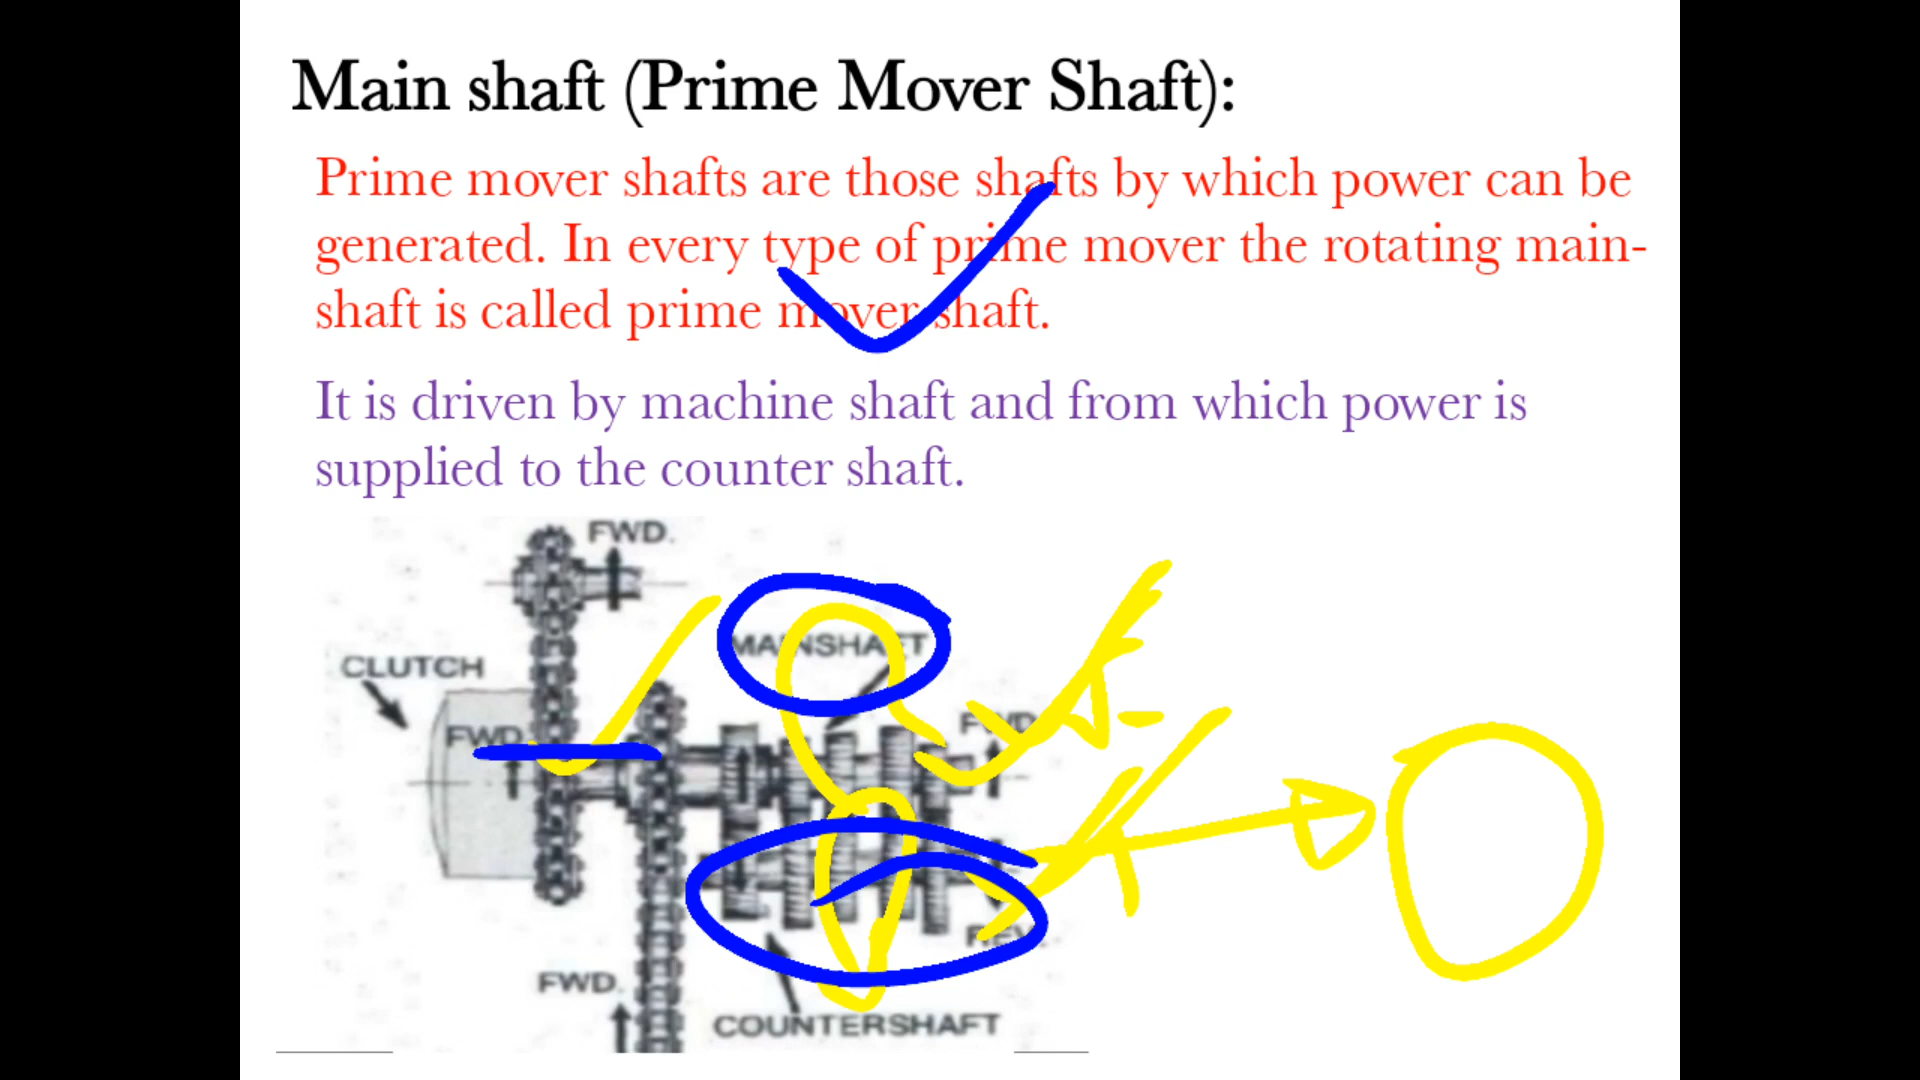 Main shaft (Prime Mover Shaft):
Prime mover shafts are those shafts by which power can be
generated. In every type of prime mover the rotating main-
shaft is called prime mover shaft.
It is driven by machine shaft and from which power is
supplied to the counter shaft.
FWD.
MAINSHAFT
CLUTCH
FWD
FWD
REV.
FWD.
COUNTERSHAFT